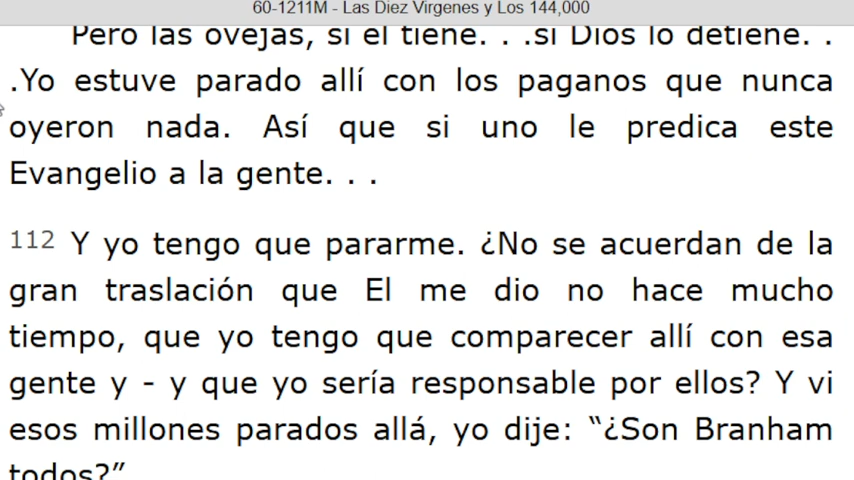 60-1211M - Las Diez Virgenes y Los 144,000
Pero las ovejas, si el tiene. . .si Dios lo detiene. .
.Yo estuve parado allí con los paganos que nunca
oyeron nada. Así que si uno le predica este
Evangelio a la gente. . .
112 Y yo tengo que pararme. ¿No se acuerdan de la
gran traslación que El me dio no hace mucho
tiempo, que yo tengo que comparecer allí con esa
gente y - y que yo sería responsable por ellos? Y vi
esos millones parados allá, yo dije: “¿Son Branham
todos?”